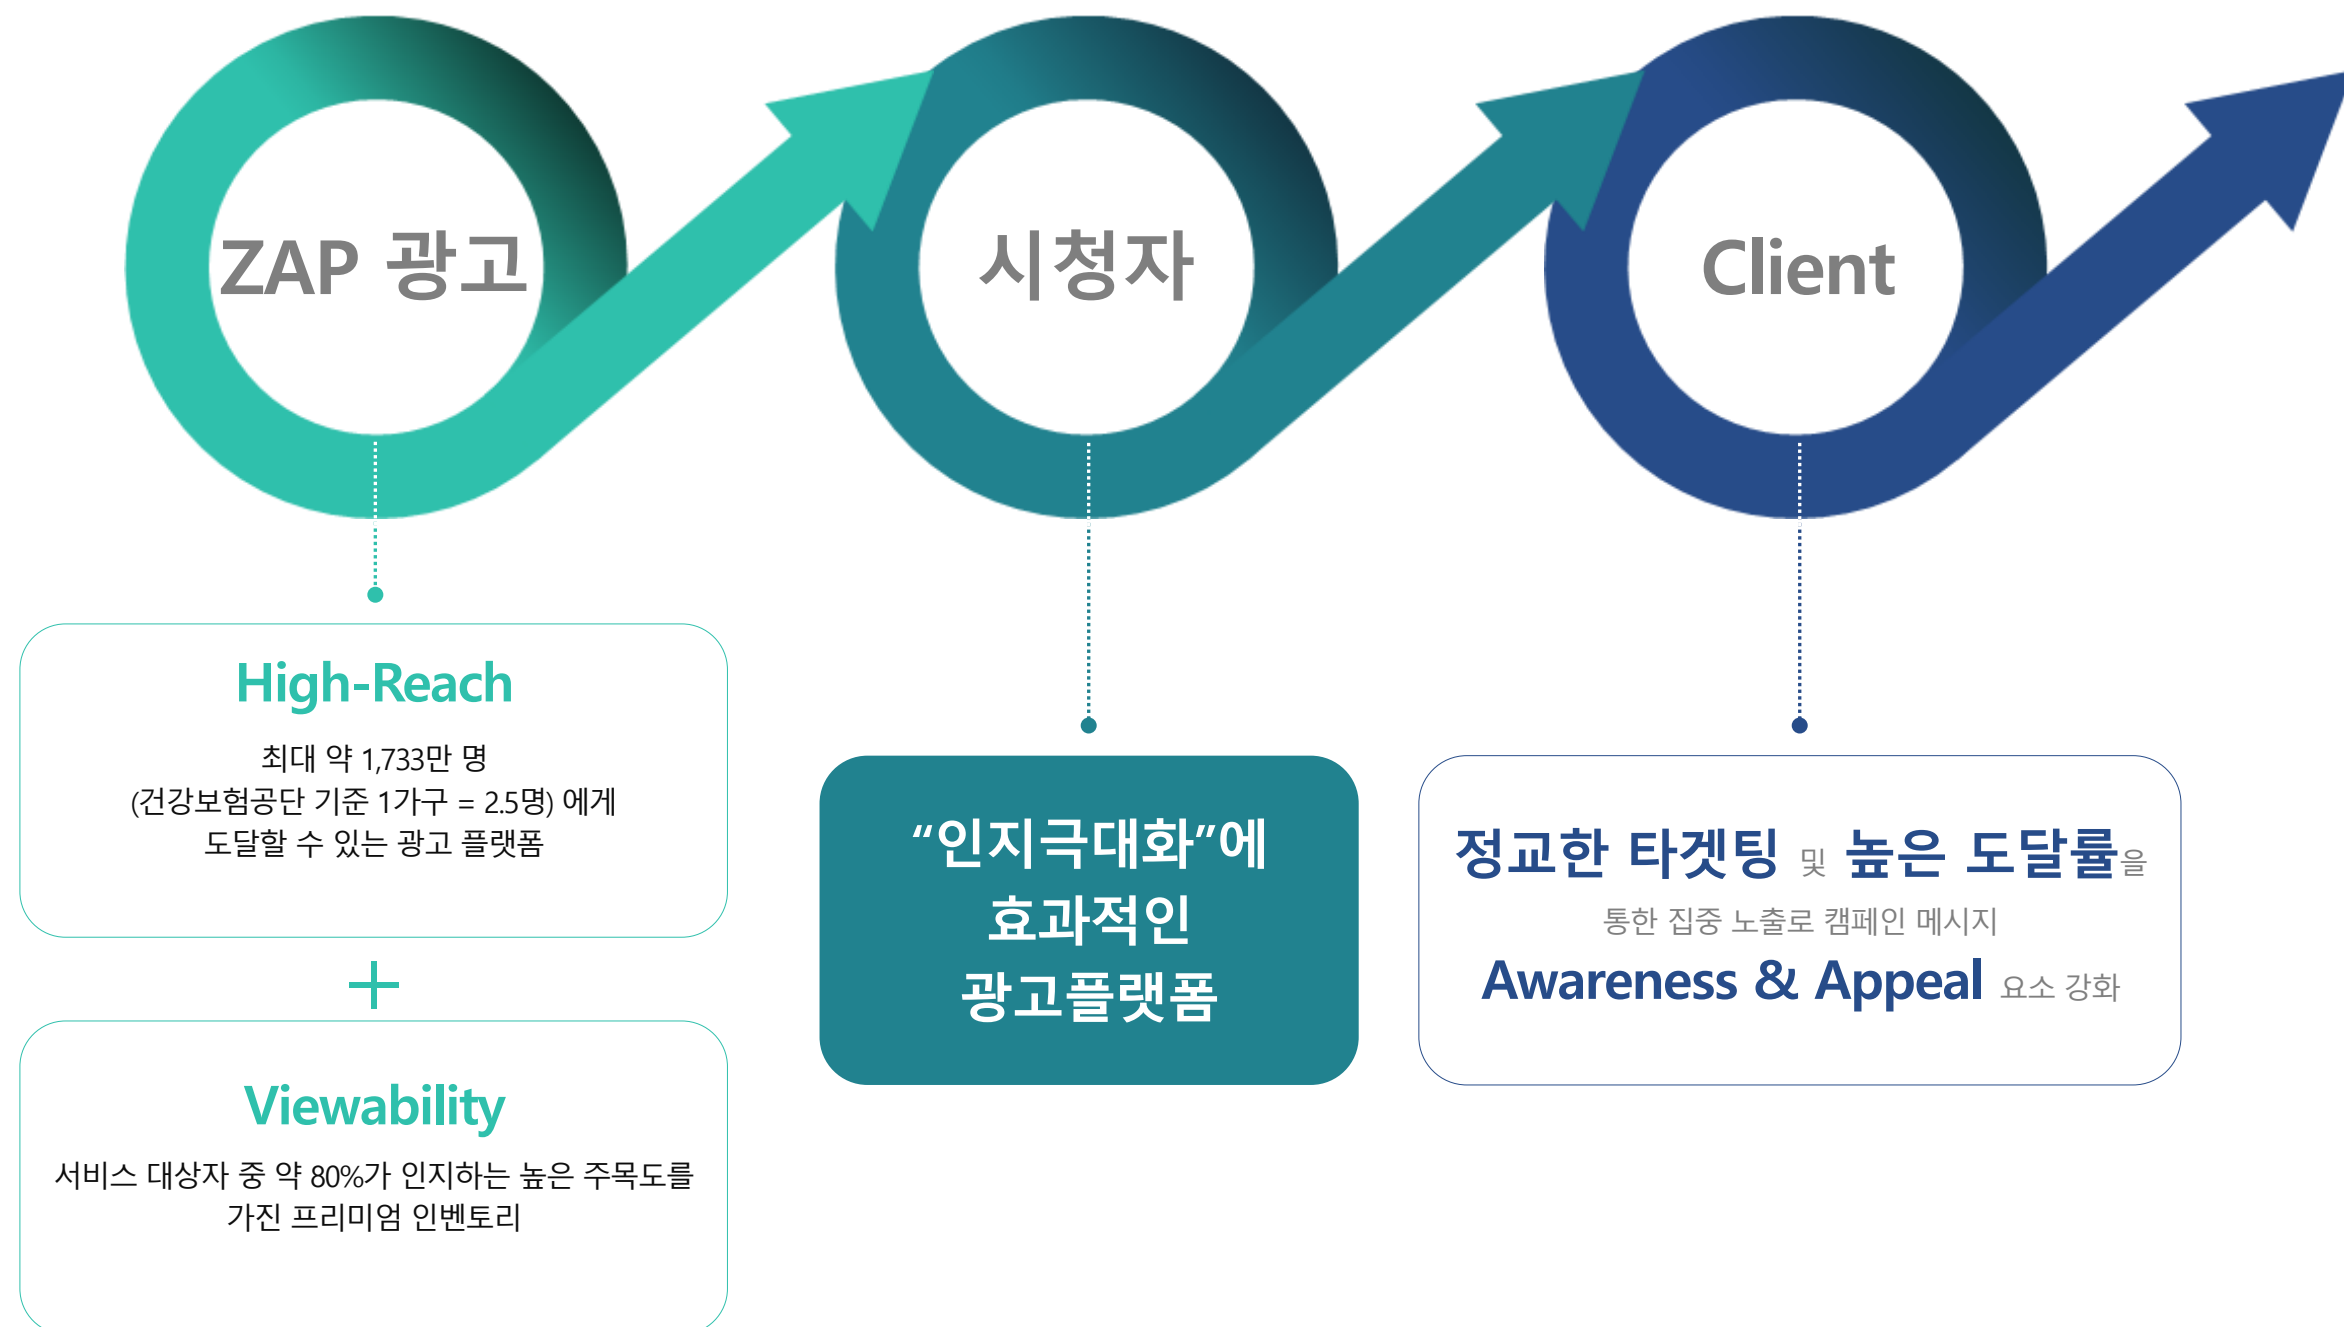 ZAP 광고
시청자
Client
High-Reach
최대 약 1,733만 명
(건강보험공단 기준 1가구 = 2.5명) 에게
도달할 수 있는 광고 플랫폼
+
Viewability
서비스 대상자 중 약 80%가 인지하는 높은 주목도를
가진 프리미엄 인벤토리
“인지극대화”에
효과적인
광고플랫폼
정교한 타겟팅 및 높은 도달률을
통한 집중 노출로 캠페인 메시지
Awareness & Appeal 요소 강화